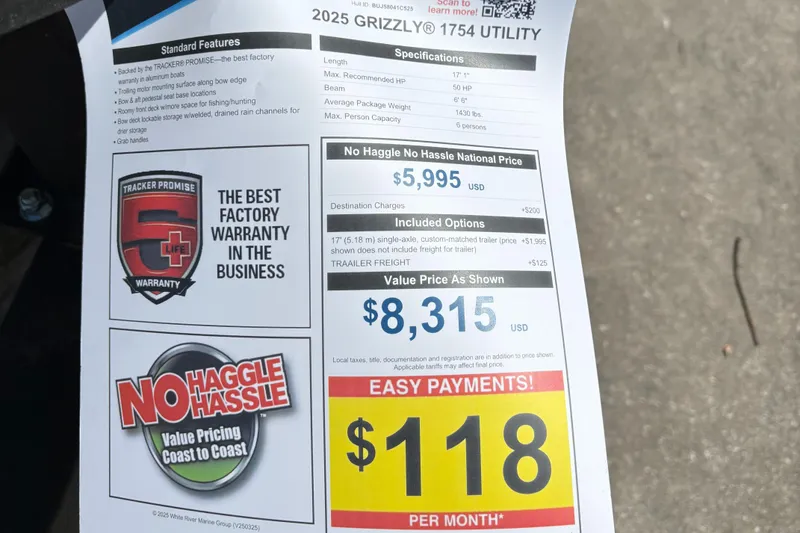 Hull ID: BUJ58041C525
Scan to
learn more!
2025 GRIZZLY® 1754 UTILITY
Standard Features
• Backed by the TRACKER® PROMISE—the best factory
warranty in aluminum boats
• Trolling motor mounting surface along bow edge
• Bow & aft pedestal seat base locations
• Roomy front deck w/more space for fishing/hunting
• Bow deck lockable storage w/welded, drained rain channels for
drier storage
• Grab handles
Specifications
Length 17' 1"
Max. Recommended HP 50 HP
Beam 6' 6"
Average Package Weight 1430 lbs.
Max. Person Capacity 6 persons
TRACKER PROMISE
5
LIFE
WARRANTY
THE BEST
FACTORY
WARRANTY
IN THE
BUSINESS
No Haggle No Hassle National Price
$5,995 USD
Destination Charges +$200
Included Options
17' (5.18 m) single-axle, custom-matched trailer (price +$1,995
shown does not include freight for trailer)
TRAAILER FREIGHT +$125
Value Price As Shown
$8,315 USD
Local taxes, title, documentation and registration are in addition to price shown.
Applicable tariffs may affect final price.
NO HAGGLE
HASSLE™
Value Pricing
Coast to Coast
EASY PAYMENTS!
$118
PER MONTH*
© 2025 White River Marine Group (V250325)